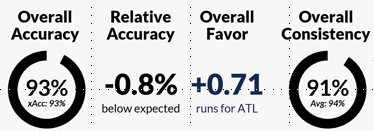 Overall
Accuracy
Relative
Accuracy
Overall
Favor
Overall
Consistency
93%
xAcc: 93%
-0.8%
below expected
+0.71
runs for ATL
91%
Avg: 94%